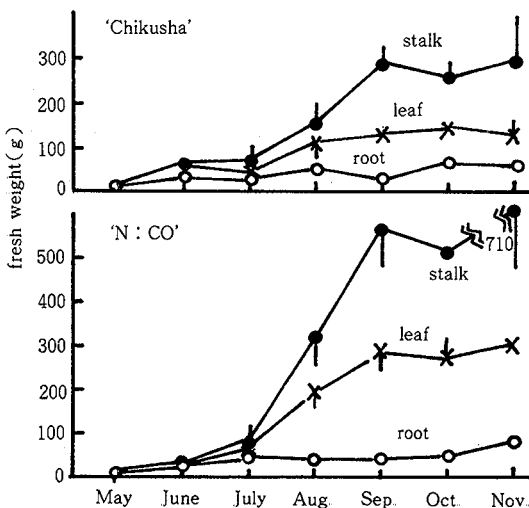 'Chikusha'
stalk
300
200
leaf
100
root
0
fresh weight(g)
'N : CO'
500
710
stalk
400
leaf
300
200
100
root
0
May June July Aug. Sep. Oct. Nov.